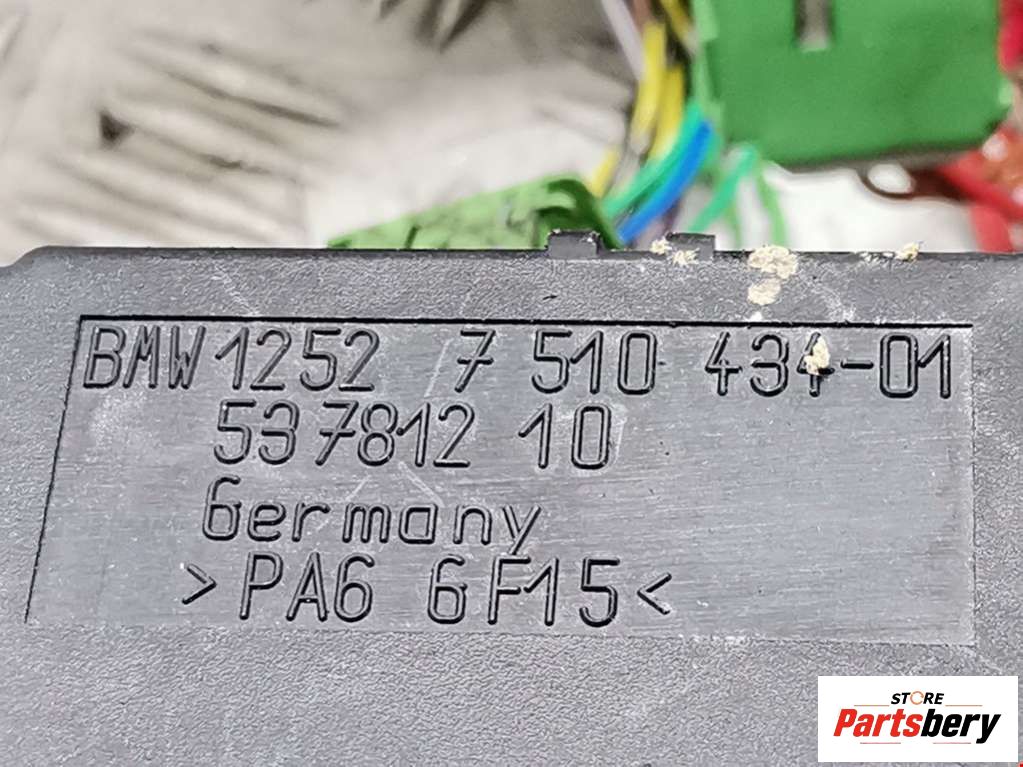 BMW 1252 7 510 434-01
537812 10
Germany
>PA6 6F15<
STORE
Partsbery